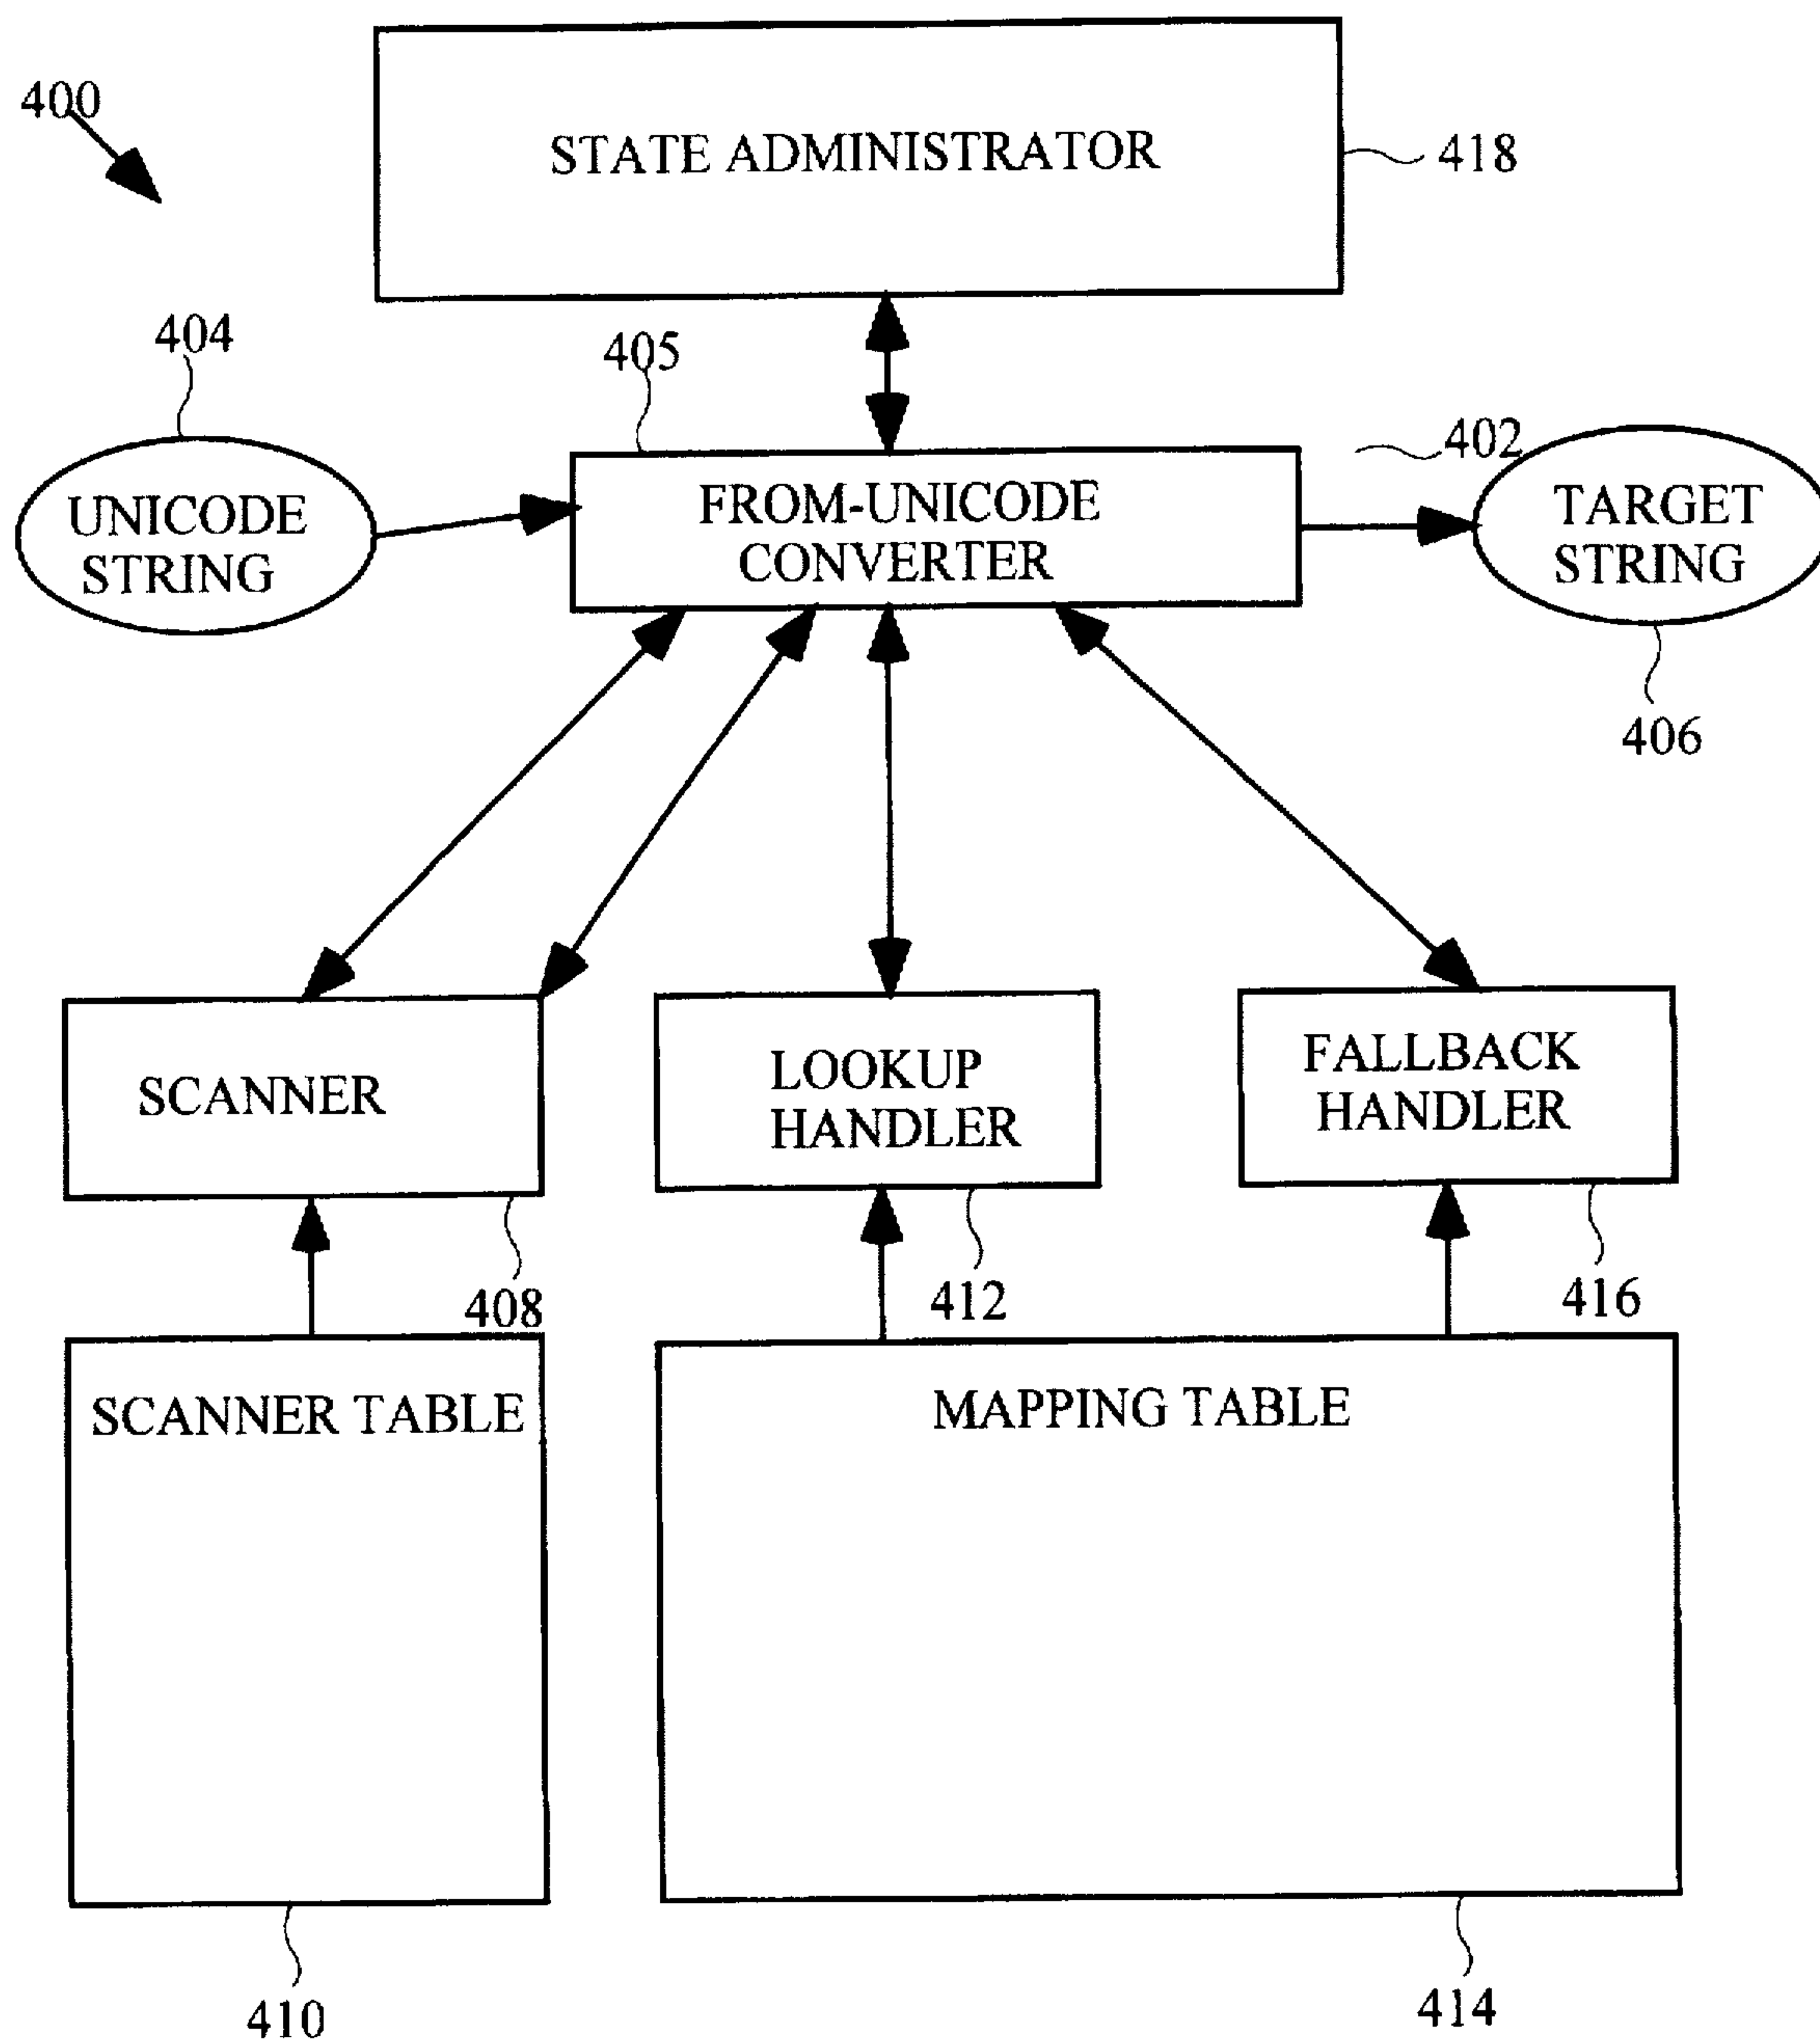 400
STATE ADMINISTRATOR
418
404
405
402
UNICODE
STRING
FROM-UNICODE
CONVERTER
TARGET
STRING
406
SCANNER
LOOKUP
HANDLER
FALLBACK
HANDLER
408
412
416
SCANNER TABLE
MAPPING TABLE
410
414